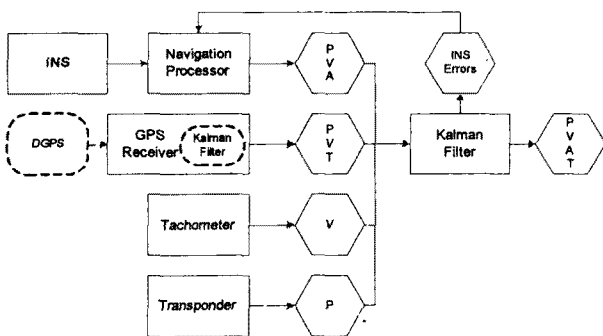 INS
Navigation
Processor
P
V
A
INS
Errors
DGPS
GPS
Receiver
Kalman
Filter
P
V
T
Kalman
Filter
P
V
A
T
Tachometer
V
Transponder
P